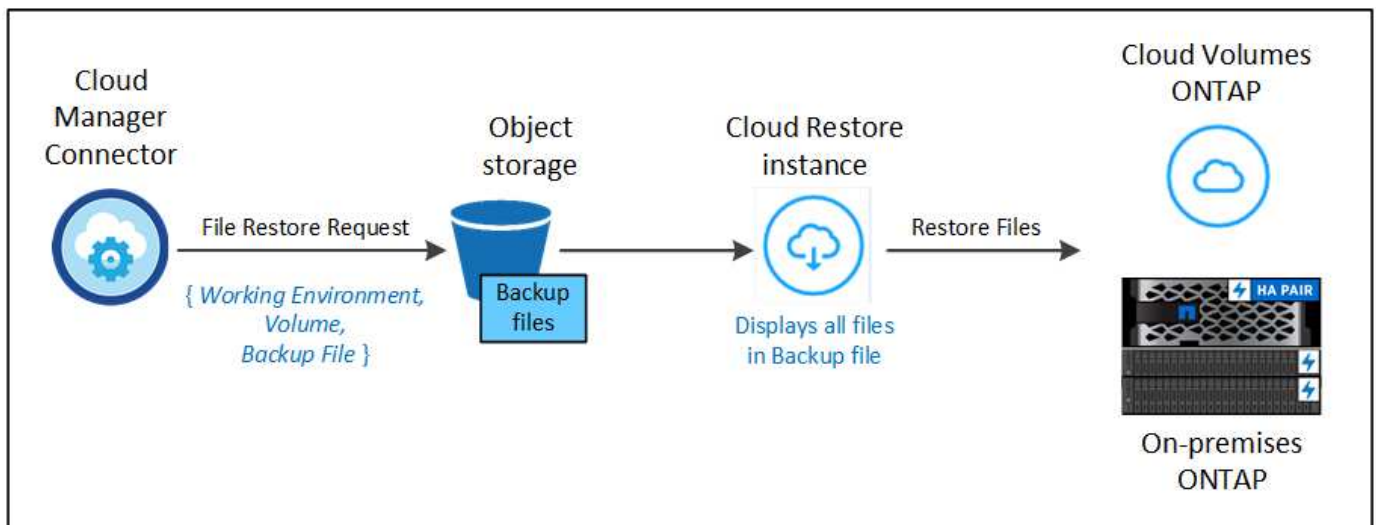 Cloud
Manager
Connector
File Restore Request
{ Working Environment,
Volume,
Backup File }
Object
storage
Backup
files
Cloud Restore
instance
Displays all files
in Backup file
Restore Files
Cloud Volumes
ONTAP
HA PAIR
On-premises
ONTAP